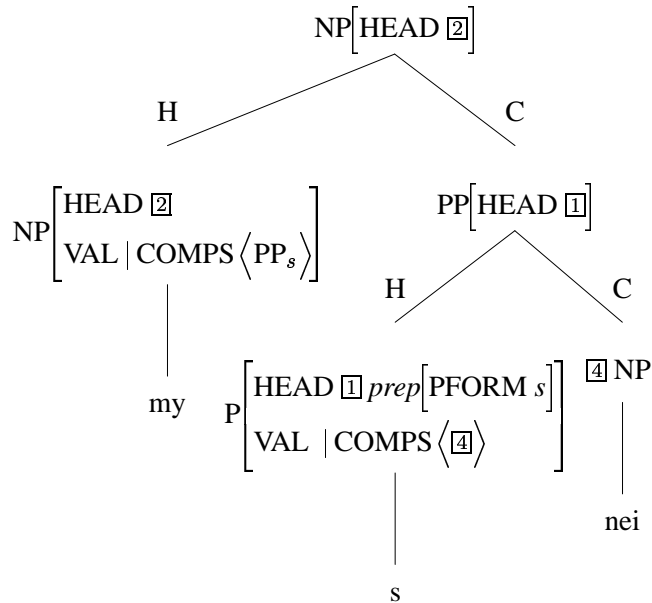 NP[HEAD 2]
H C
NP[HEAD 2
VAL | COMPS ⟨PPₛ⟩]
PP[HEAD 1]
H C
my
P[HEAD 1 prep[PFORM s]
VAL | COMPS ⟨4⟩]
4 NP
nei
s